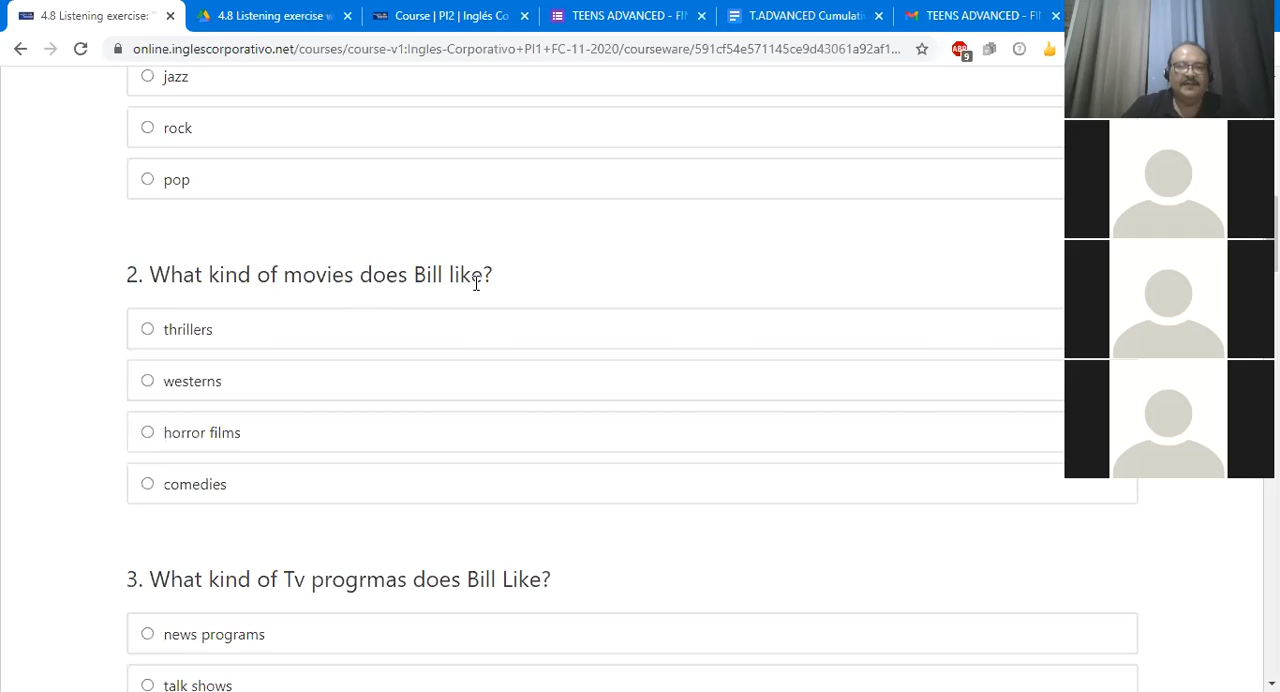 4.8 Listening exercise: "
4.8 Listening exercise w
Course | PI2 | Inglés Co
TEENS ADVANCED - FI
T.ADVANCED Cumulati
TEENS ADVANCED - FI
online.inglescorporativo.net/courses/course-v1:Ingles-Corporativo+PI1+FC-11-2020/courseware/591cf54e571145ce9d43061a92af1...
ABP
9
jazz
rock
pop
2. What kind of movies does Bill like?
thrillers
westerns
horror films
comedies
3. What kind of Tv progrmas does Bill Like?
news programs
talk shows